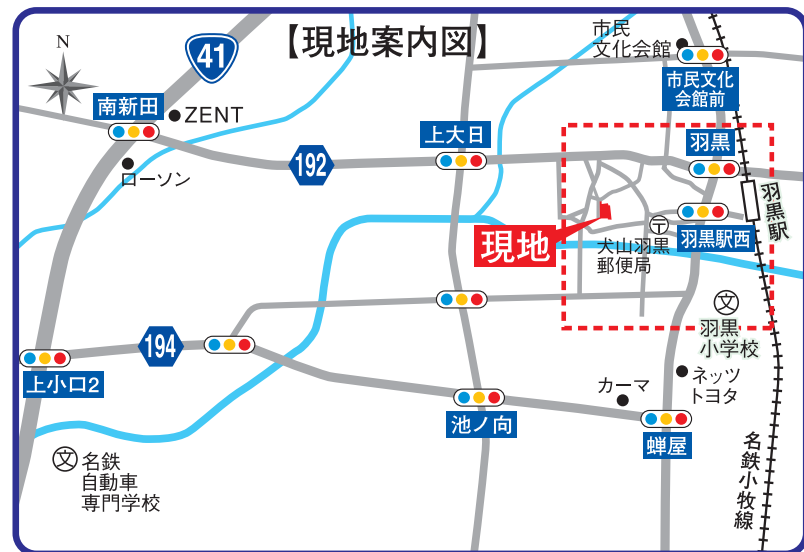 【現地案内図】
N
41
市民
文化会館
市民文化
会館前
南新田
ZENT
上大日
羽黒
ローソン
192
羽黒駅
現地
犬山羽黒
郵便局
羽黒駅西
194
文
羽黒
小学校
上小口2
カーマ
ネッツ
トヨタ
池ノ向
蝉屋
文
名鉄
自動車
専門学校
名鉄小牧線